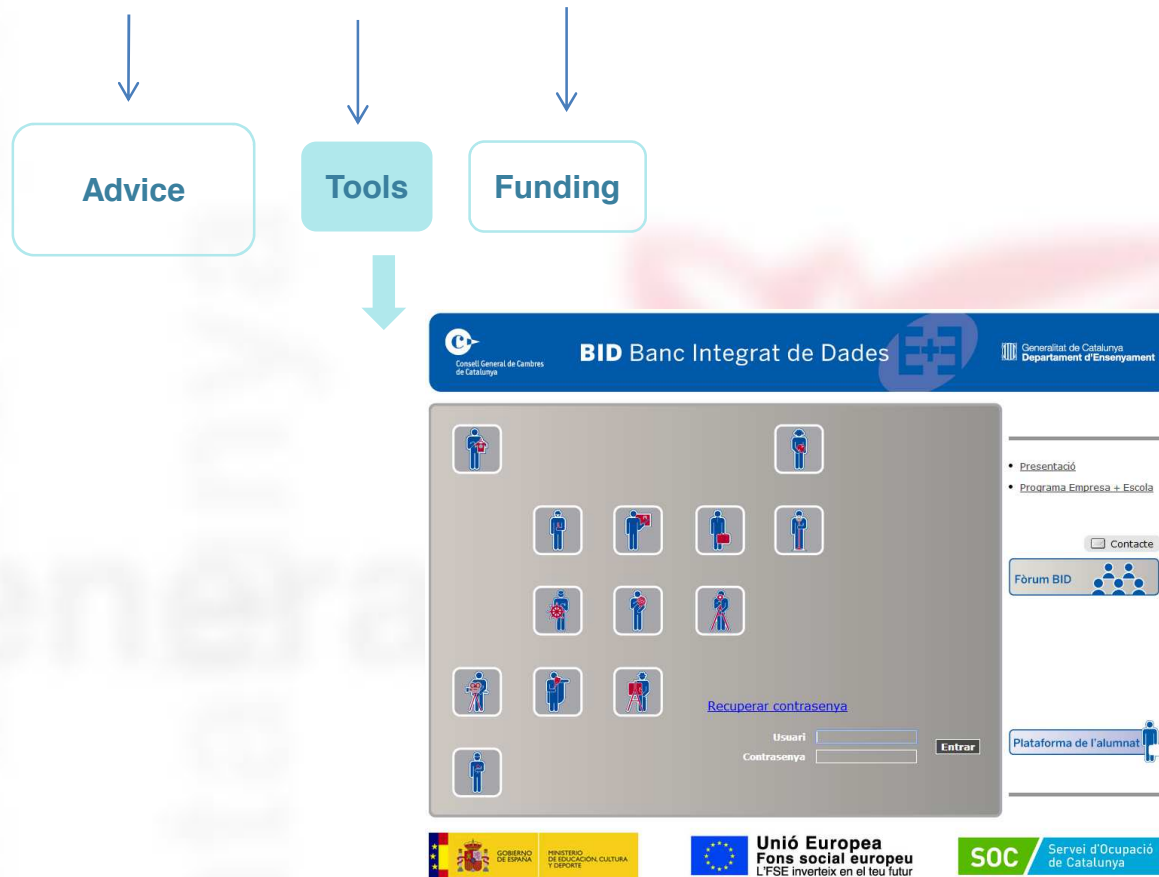 Advice
Tools
Funding
Consell General de Cambres
de Catalunya
BID Banc Integrat de Dades
Generalitat de Catalunya
Departament d'Ensenyament
Presentació
Programa Empresa + Escola
Contacte
Fòrum BID
Recuperar contrasenya
Usuari
Contrasenya
Entrar
Plataforma de l'alumnat
GOBIERNO
DE ESPAÑA
MINISTERIO
DE EDUCACIÓN, CULTURA
Y DEPORTE
Unió Europea
Fons social europeu
L'FSE inverteix en el teu futur
SOC
Servei d'Ocupació
de Catalunya